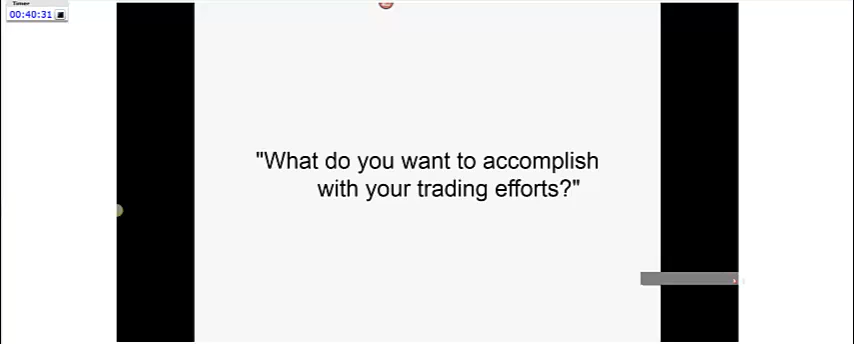 Timer
00:40:31
"What do you want to accomplish
with your trading efforts?"